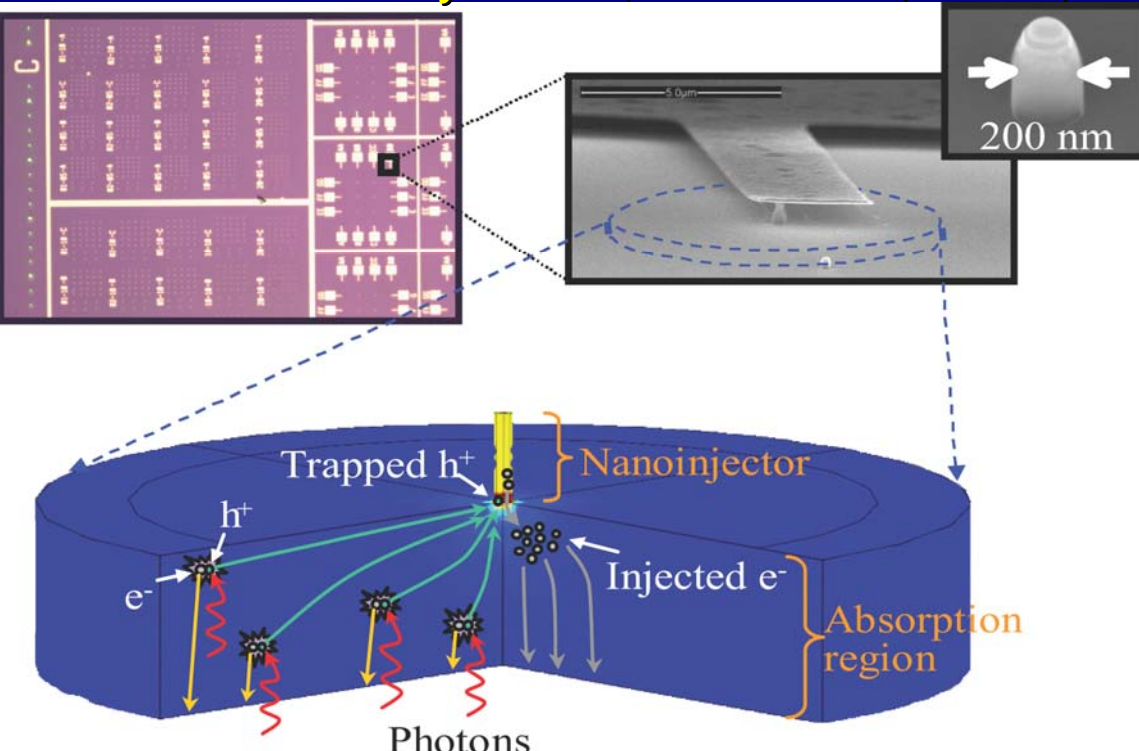 C
5.0µm
200 nm
Trapped h⁺
Nanoinjector
h⁺
e⁻
Injected e⁻
Absorption
region
Photons